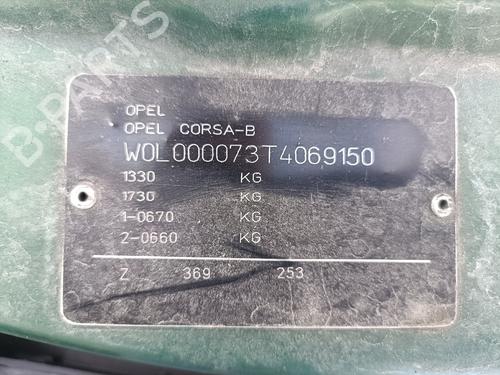 B-PARTS
OPEL
OPEL CORSA-B
W0L000073T4069150
1330 KG
1730 KG
1-0670 KG
2-0660 KG
Z 369 253